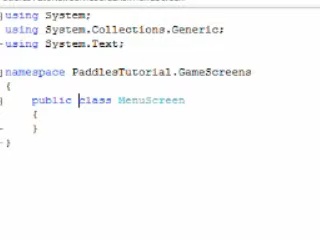 using System;
using System.Collections.Generic;
using System.Text;
namespace PaddlesTutorial.GameScreens
{
public class MenuScreen
{
}
}